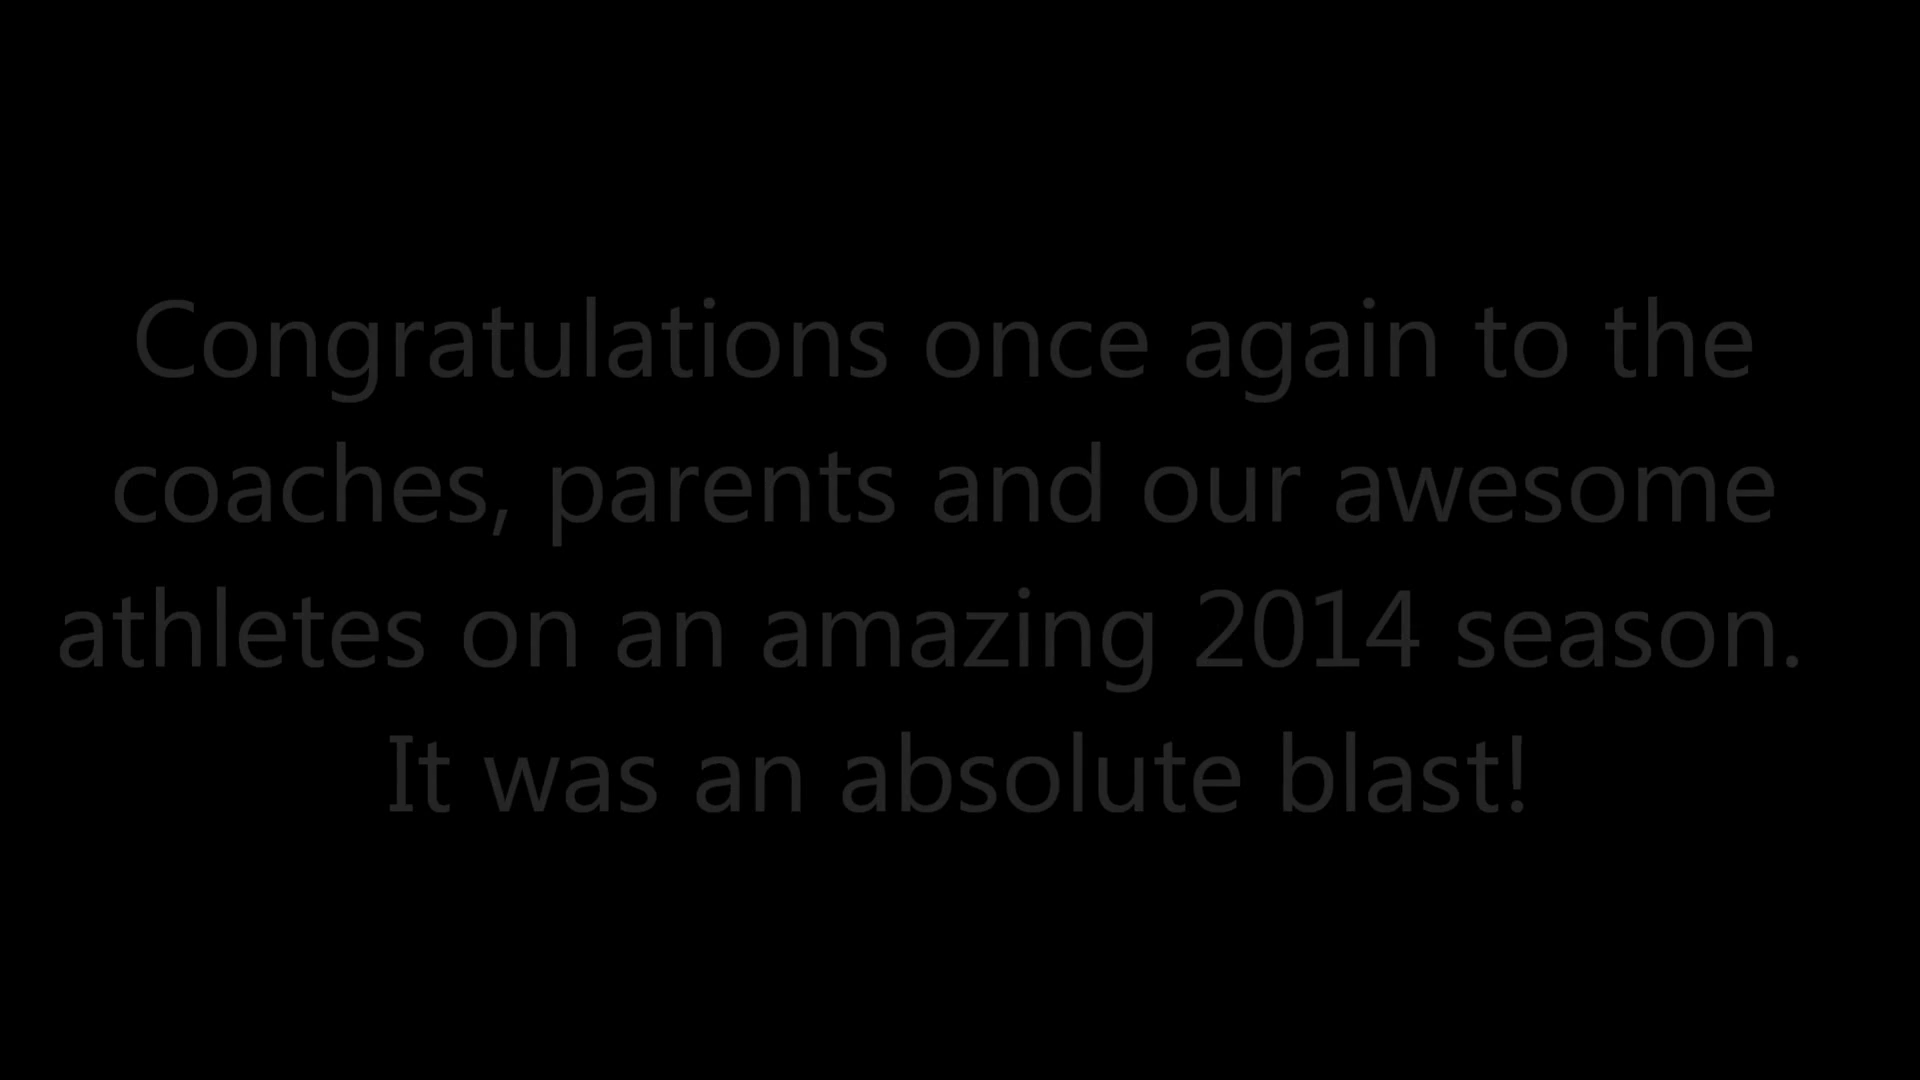 Congratulations once again to the
coaches, parents and our awesome
athletes on an amazing 2014 season.
It was an absolute blast!